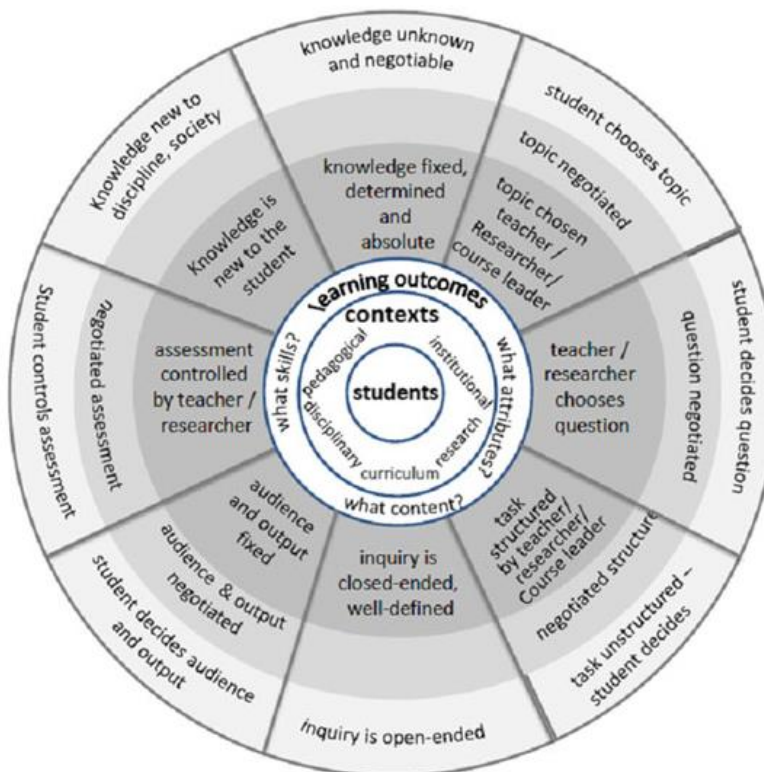 knowledge unknown
and negotiable
knowledge fixed,
determined
and
absolute
student chooses topic
topic negotiated
topic chosen
teacher /
Researcher/
course leader
student decides question
question negotiated
teacher /
researcher
chooses
question
task unstructured –
student decides
negotiated structure
task
structured
by teacher/
researcher/
Course leader
inquiry is
closed-ended,
well-defined
inquiry is open-ended
student decides audience
and output
audience & output
negotiated
audience
and output
fixed
Student controls assessment
negotiated assessment
assessment
controlled
by teacher /
researcher
Knowledge new to
discipline, society
Knowledge is
new to the
student
learning outcomes
what skills?
what attributes?
what content?
contexts
pedagogical
institutional
disciplinary
research
curriculum
students